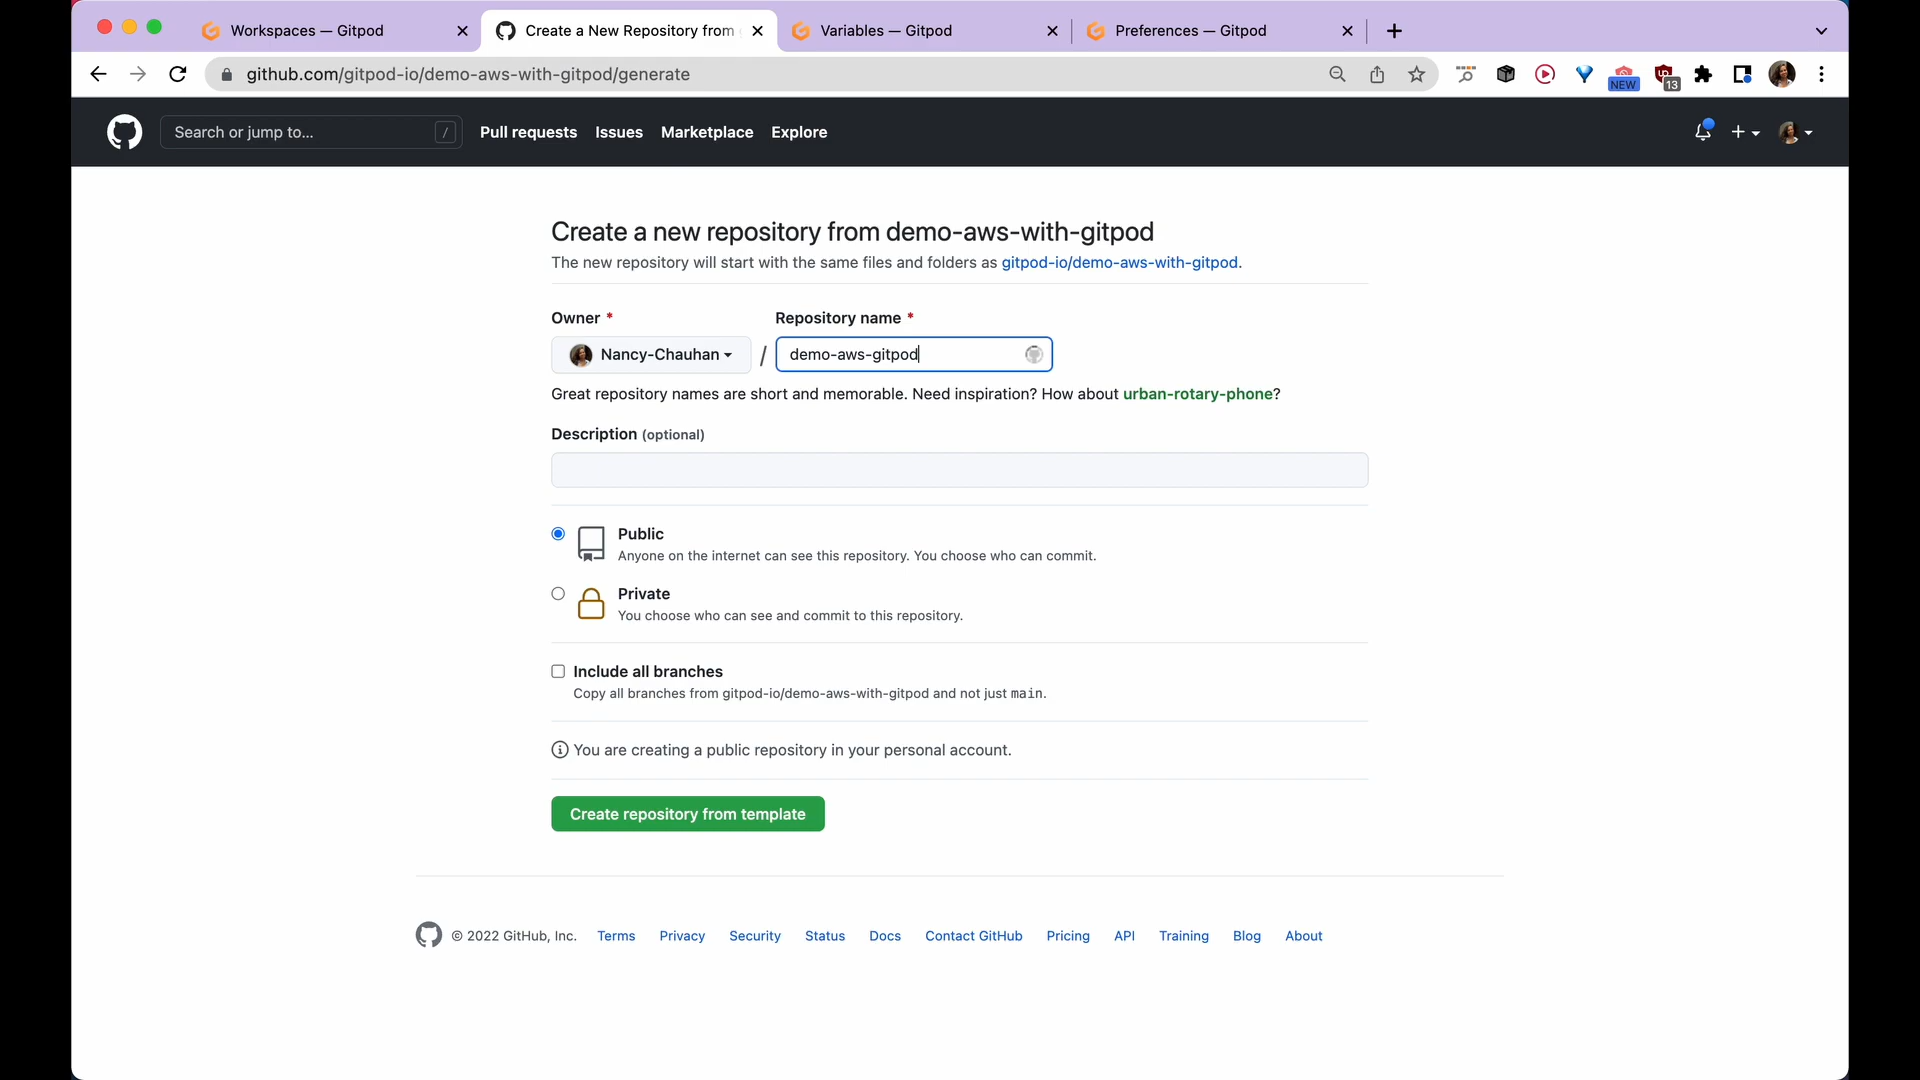 Workspaces — Gitpod
Create a New Repository from
Variables — Gitpod
Preferences — Gitpod
github.com/gitpod-io/demo-aws-with-gitpod/generate
NEW
13
Search or jump to...
/
Pull requests
Issues
Marketplace
Explore
Create a new repository from demo-aws-with-gitpod
The new repository will start with the same files and folders as gitpod-io/demo-aws-with-gitpod.
Owner *
Repository name *
Nancy-Chauhan
/
demo-aws-gitpod
Great repository names are short and memorable. Need inspiration? How about urban-rotary-phone?
Description (optional)
Public
Anyone on the internet can see this repository. You choose who can commit.
Private
You choose who can see and commit to this repository.
Include all branches
Copy all branches from gitpod-io/demo-aws-with-gitpod and not just main.
You are creating a public repository in your personal account.
Create repository from template
© 2022 GitHub, Inc.
Terms
Privacy
Security
Status
Docs
Contact GitHub
Pricing
API
Training
Blog
About